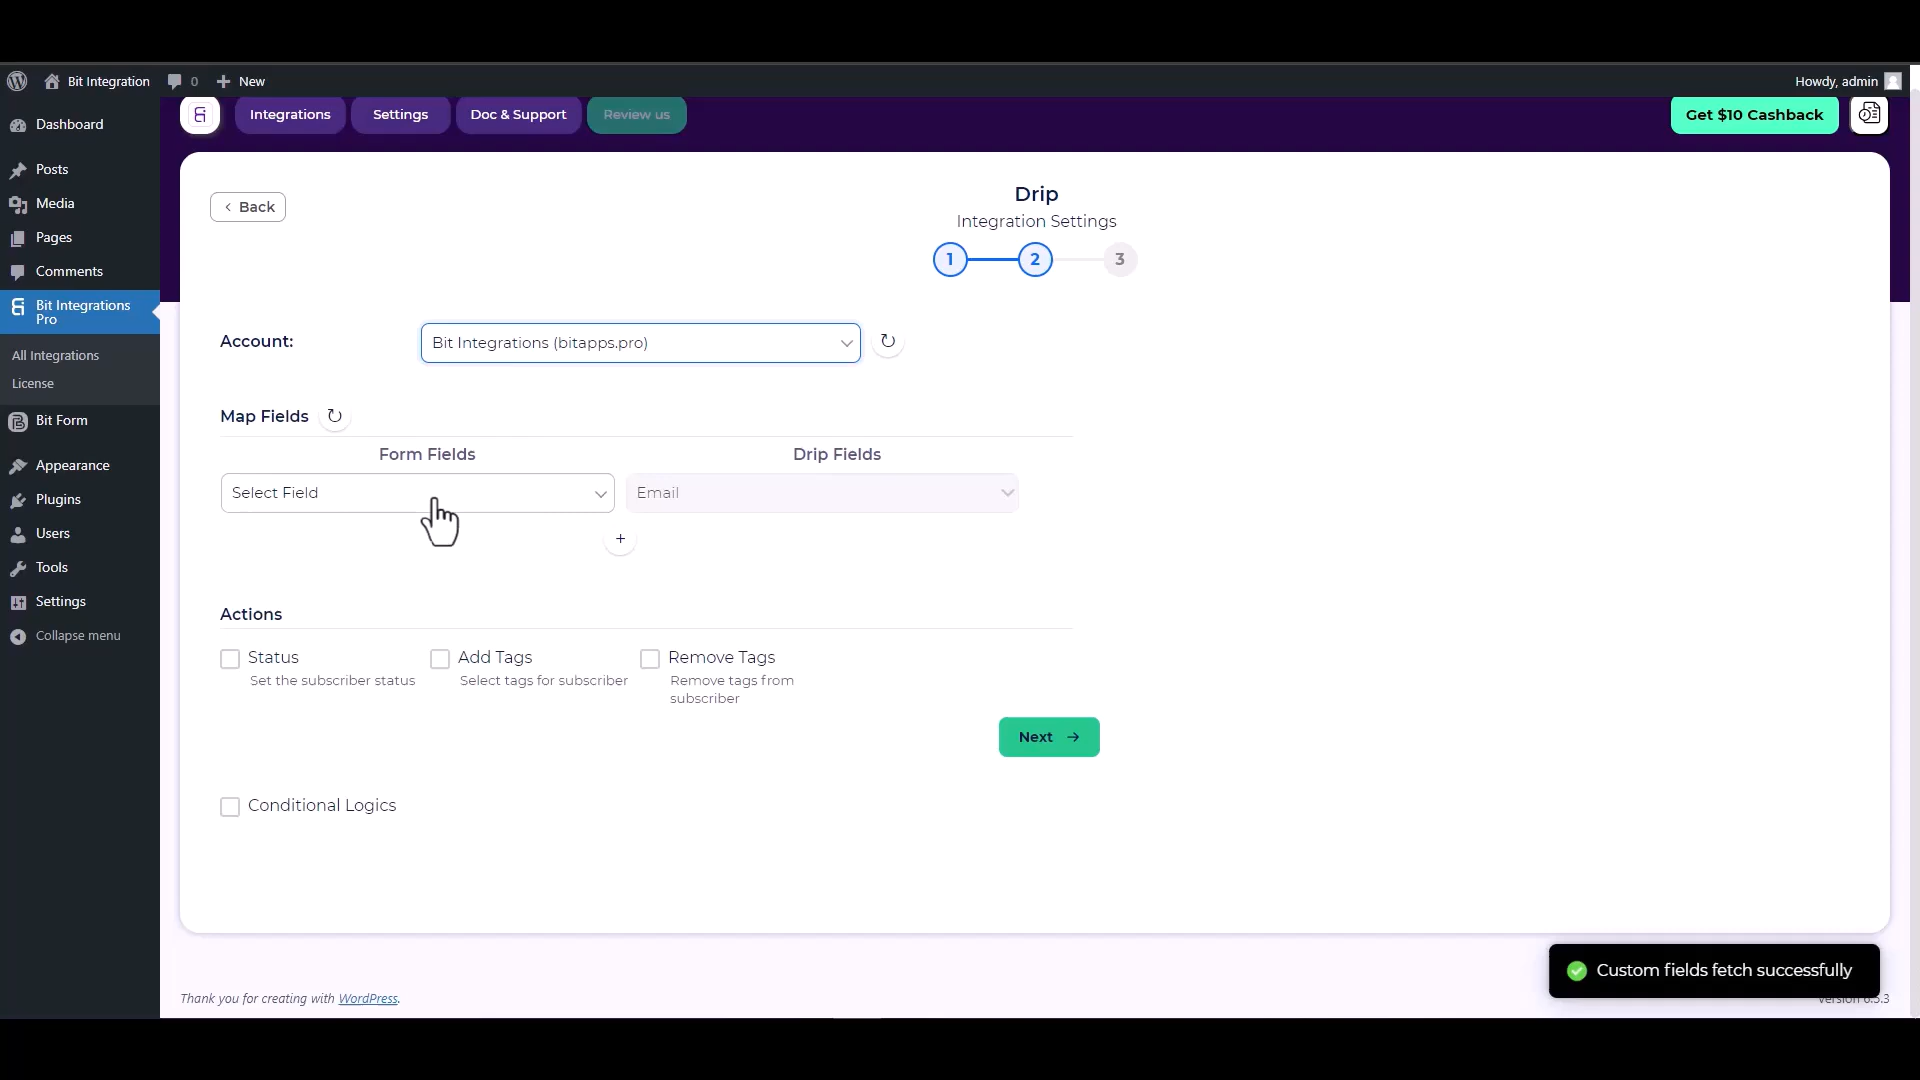 Bit Integration
0
New
Howdy, admin
Dashboard
Posts
Media
Pages
Comments
Bit Integrations
Pro
All Integrations
License
Bit Form
Appearance
Plugins
Users
Tools
Settings
Collapse menu
Integrations
Settings
Doc & Support
Review us
Get $10 Cashback
Back
Drip
Integration Settings
1
2
3
Account:
Bit Integrations (bitapps.pro)
Map Fields
Form Fields
Drip Fields
Select Field
Email
+
Actions
Status
Set the subscriber status
Add Tags
Select tags for subscriber
Remove Tags
Remove tags from
subscriber
Next
Conditional Logics
Custom fields fetch successfully
Thank you for creating with WordPress.